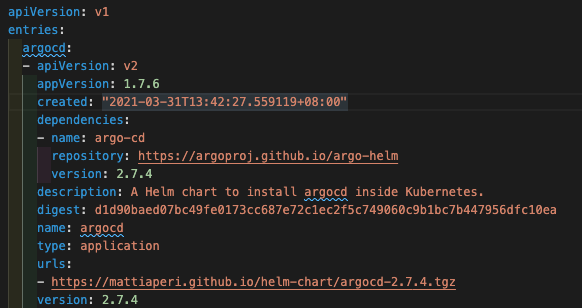 apiVersion: v1
entries:
  argocd:
  - apiVersion: v2
    appVersion: 1.7.6
    created: "2021-03-31T13:42:27.559119+08:00"
    dependencies:
    - name: argo-cd
      repository: https://argoproj.github.io/argo-helm
      version: 2.7.4
    description: A Helm chart to install argocd inside Kubernetes.
    digest: d1d90baed07bc49fe0173cc687e72c1ec2f5c749060c9b1bc7b447956dfc10ea
    name: argocd
    type: application
    urls:
    - https://mattiaperi.github.io/helm-chart/argocd-2.7.4.tgz
    version: 2.7.4